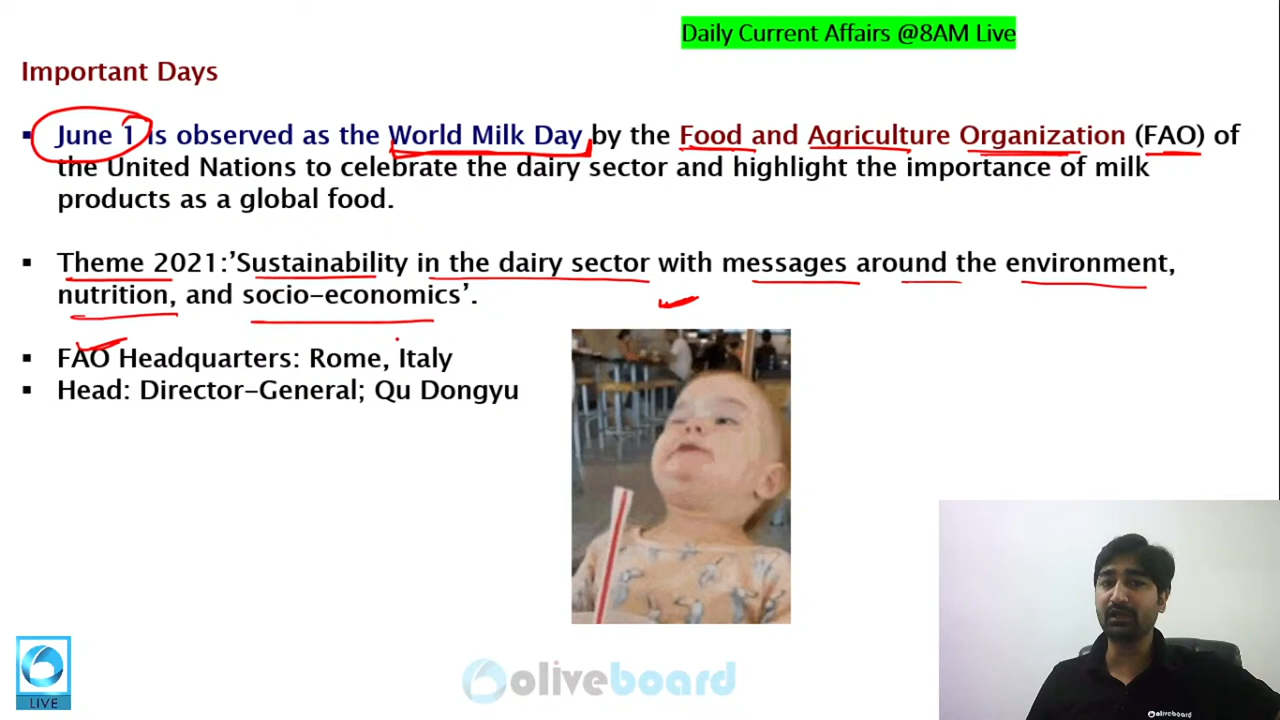 Daily Current Affairs @8AM Live
Important Days
▪ June 1 is observed as the World Milk Day by the Food and Agriculture Organization (FAO) of
the United Nations to celebrate the dairy sector and highlight the importance of milk
products as a global food.
▪ Theme 2021:’Sustainability in the dairy sector with messages around the environment,
nutrition, and socio-economics’.
▪ FAO Headquarters: Rome, Italy
▪ Head: Director-General; Qu Dongyu
LIVE
oliveboard
oliveboard